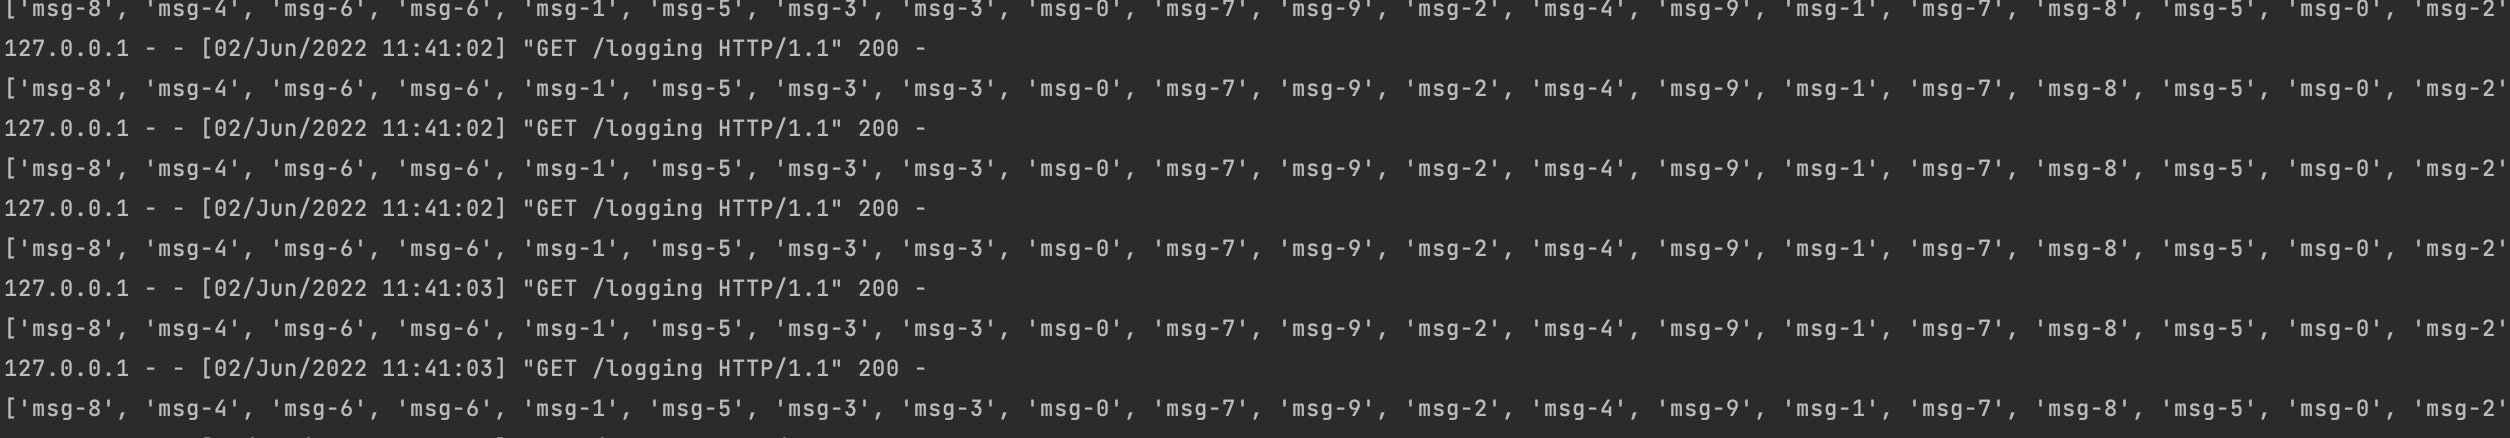 ['msg-8', 'msg-4', 'msg-6', 'msg-6', 'msg-1', 'msg-5', 'msg-3', 'msg-3', 'msg-0', 'msg-7', 'msg-9', 'msg-2', 'msg-4', 'msg-9', 'msg-1', 'msg-7', 'msg-8', 'msg-5', 'msg-0', 'msg-2'
127.0.0.1 - - [02/Jun/2022 11:41:02] "GET /logging HTTP/1.1" 200 -
['msg-8', 'msg-4', 'msg-6', 'msg-6', 'msg-1', 'msg-5', 'msg-3', 'msg-3', 'msg-0', 'msg-7', 'msg-9', 'msg-2', 'msg-4', 'msg-9', 'msg-1', 'msg-7', 'msg-8', 'msg-5', 'msg-0', 'msg-2'
127.0.0.1 - - [02/Jun/2022 11:41:02] "GET /logging HTTP/1.1" 200 -
['msg-8', 'msg-4', 'msg-6', 'msg-6', 'msg-1', 'msg-5', 'msg-3', 'msg-3', 'msg-0', 'msg-7', 'msg-9', 'msg-2', 'msg-4', 'msg-9', 'msg-1', 'msg-7', 'msg-8', 'msg-5', 'msg-0', 'msg-2'
127.0.0.1 - - [02/Jun/2022 11:41:02] "GET /logging HTTP/1.1" 200 -
['msg-8', 'msg-4', 'msg-6', 'msg-6', 'msg-1', 'msg-5', 'msg-3', 'msg-3', 'msg-0', 'msg-7', 'msg-9', 'msg-2', 'msg-4', 'msg-9', 'msg-1', 'msg-7', 'msg-8', 'msg-5', 'msg-0', 'msg-2'
127.0.0.1 - - [02/Jun/2022 11:41:03] "GET /logging HTTP/1.1" 200 -
['msg-8', 'msg-4', 'msg-6', 'msg-6', 'msg-1', 'msg-5', 'msg-3', 'msg-3', 'msg-0', 'msg-7', 'msg-9', 'msg-2', 'msg-4', 'msg-9', 'msg-1', 'msg-7', 'msg-8', 'msg-5', 'msg-0', 'msg-2'
127.0.0.1 - - [02/Jun/2022 11:41:03] "GET /logging HTTP/1.1" 200 -
['msg-8', 'msg-4', 'msg-6', 'msg-6', 'msg-1', 'msg-5', 'msg-3', 'msg-3', 'msg-0', 'msg-7', 'msg-9', 'msg-2', 'msg-4', 'msg-9', 'msg-1', 'msg-7', 'msg-8', 'msg-5', 'msg-0', 'msg-2'